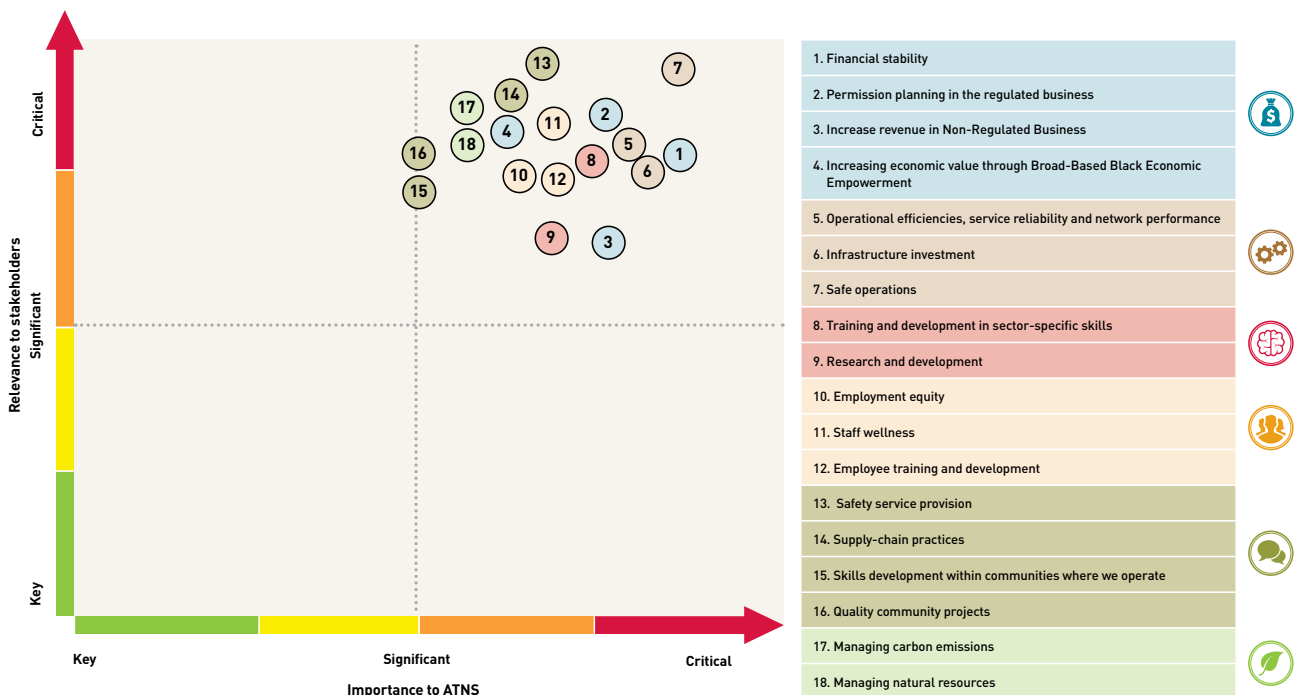 Relevance to stakeholders
Critical
Significant
Key
13
7
14
17
2
11
4
18
5
16
1
8
6
10
12
15
9
3
Key
Significant
Critical
Importance to ATNS
1. Financial stability
2. Permission planning in the regulated business
3. Increase revenue in Non-Regulated Business
4. Increasing economic value through Broad-Based Black Economic
Empowerment
5. Operational efficiencies, service reliability and network performance
6. Infrastructure investment
7. Safe operations
8. Training and development in sector-specific skills
9. Research and development
10. Employment equity
11. Staff wellness
12. Employee training and development
13. Safety service provision
14. Supply-chain practices
15. Skills development within communities where we operate
16. Quality community projects
17. Managing carbon emissions
18. Managing natural resources
$